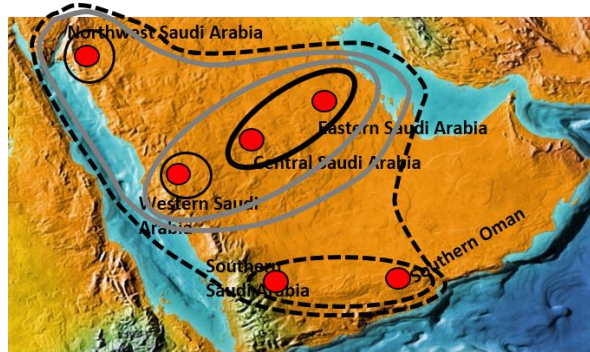 Northwest Saudi Arabia
Eastern Saudi Arabia
Central Saudi Arabia
Western Saudi
Arabia
Southern
Saudi Arabia
Southern Oman